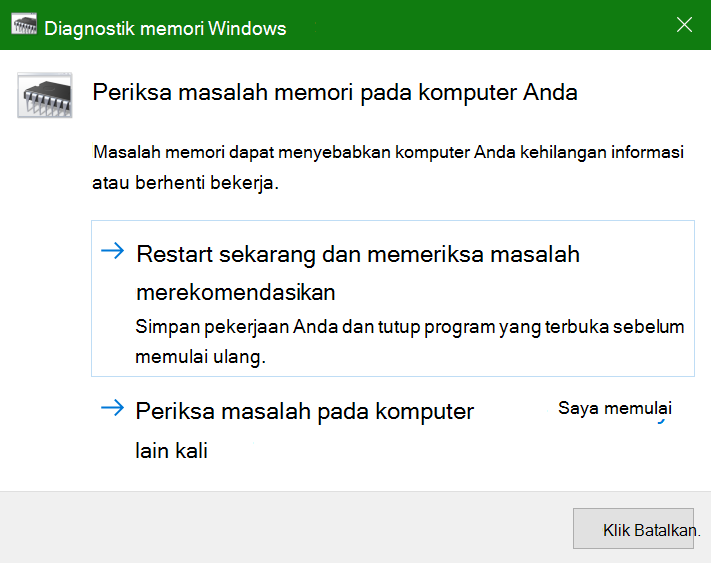 Diagnostik memori Windows
Periksa masalah memori pada komputer Anda
Masalah memori dapat menyebabkan komputer Anda kehilangan informasi
atau berhenti bekerja.
Restart sekarang dan memeriksa masalah
merekomendasikan
Simpan pekerjaan Anda dan tutup program yang terbuka sebelum
memulai ulang.
Periksa masalah pada komputer Saya memulai
lain kali
Klik Batalkan.